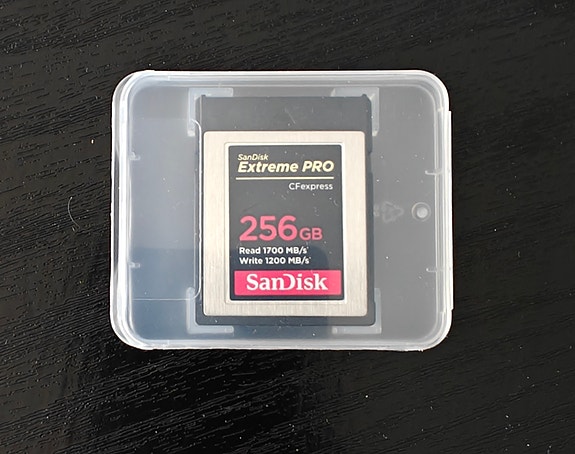 SanDisk
Extreme PRO
CFexpress
256GB
Read 1700 MB/s*
Write 1200 MB/s*
SanDisk